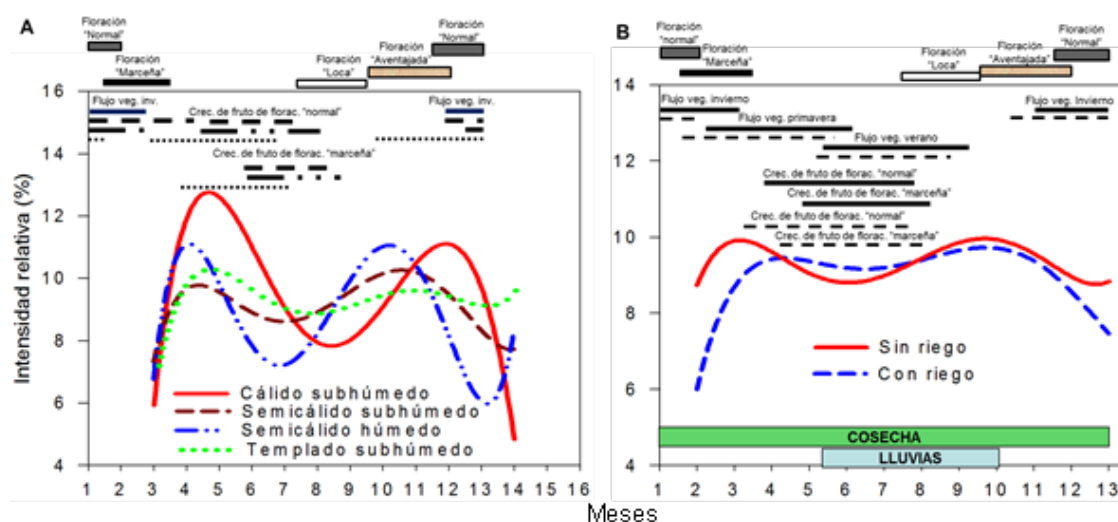 A
Floración
“Normal”
Floración
“Marceña”
Floración
“Loca”
Floración
“Aventajada”
Floración
“Normal”
Flujo veg. inv.
Crec. de fruto de florac. “normal”
Flujo veg. inv.
Crec. de fruto de florac. “marceña”
Intensidad relativa (%)
16
14
12
10
8
6
4
Cálido subhúmedo
Semicálido subhúmedo
Semicálido húmedo
Templado subhúmedo
1 2 3 4 5 6 7 8 9 10 11 12 13 14 15 16
B
Floración
“normal”
Floración
“Marceña”
Floración
“Loca”
Floración
“Aventajada”
Floración
“Normal”
Flujo veg. invierno
Flujo veg. Invierno
Flujo veg. primavera
Flujo veg. verano
Crec. de fruto de florac. “normal”
Crec. de fruto de florac. “marceña”
Crec. de fruto de florac. “normal”
Crec. de fruto de florac. “marceña”
14
12
10
8
6
4
Sin riego
Con riego
COSECHA
LLUVIAS
1 2 3 4 5 6 7 8 9 10 11 12 13
Meses